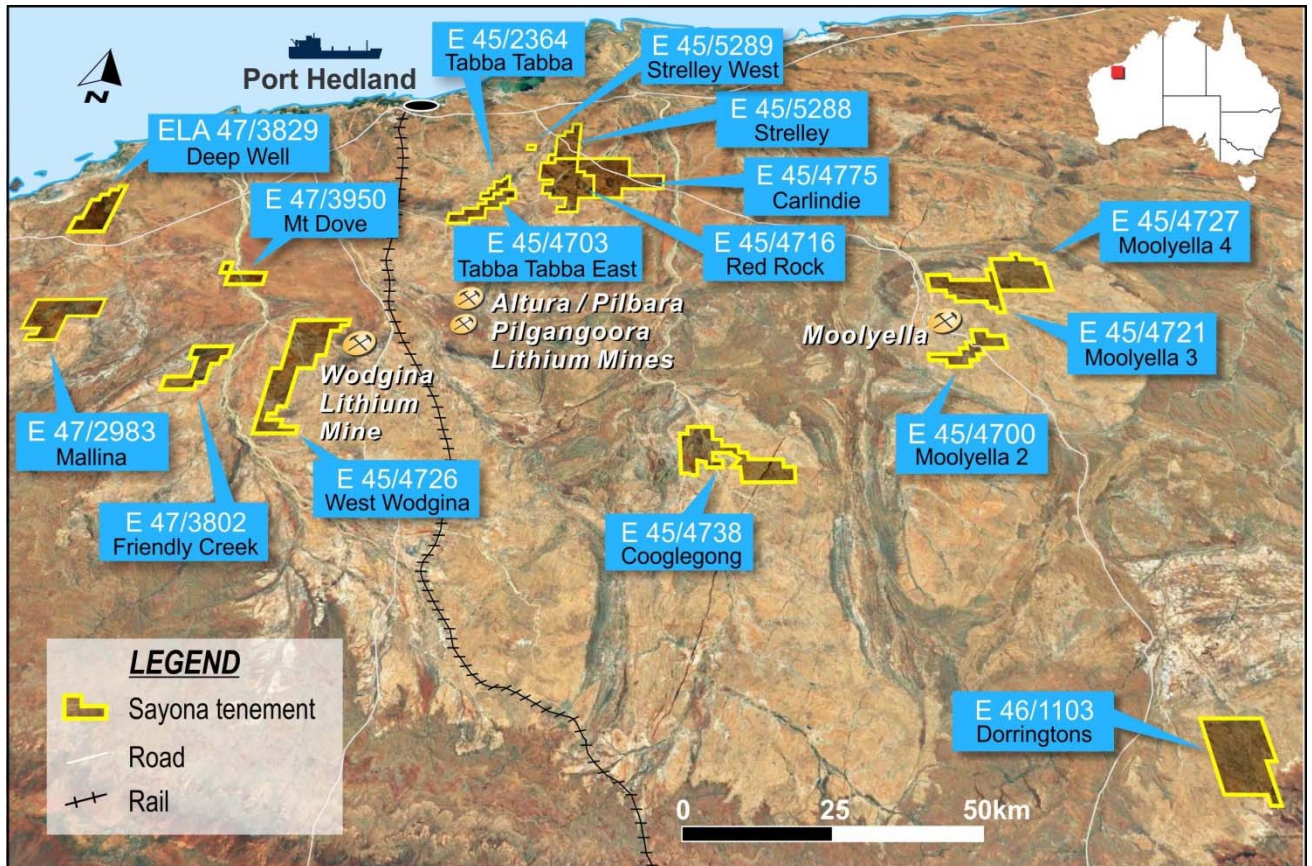 E 45/2364
Tabba Tabba
E 45/5289
Strelley West
Port Hedland
N
ELA 47/3829
Deep Well
E 45/5288
Strelley
E 47/3950
Mt Dove
E 45/4775
Carlindie
E 45/4703
Tabba Tabba East
E 45/4716
Red Rock
E 45/4727
Moolyella 4
Altura / Pilbara
Pilgangoora
Lithium Mines
Moolyella
E 45/4721
Moolyella 3
Wodgina
Lithium
Mine
E 47/2983
Mallina
E 45/4700
Moolyella 2
E 45/4726
West Wodgina
E 47/3802
Friendly Creek
E 45/4738
Cooglegong
LEGEND
Sayona tenement
Road
Rail
E 46/1103
Dorringtons
0 25 50km